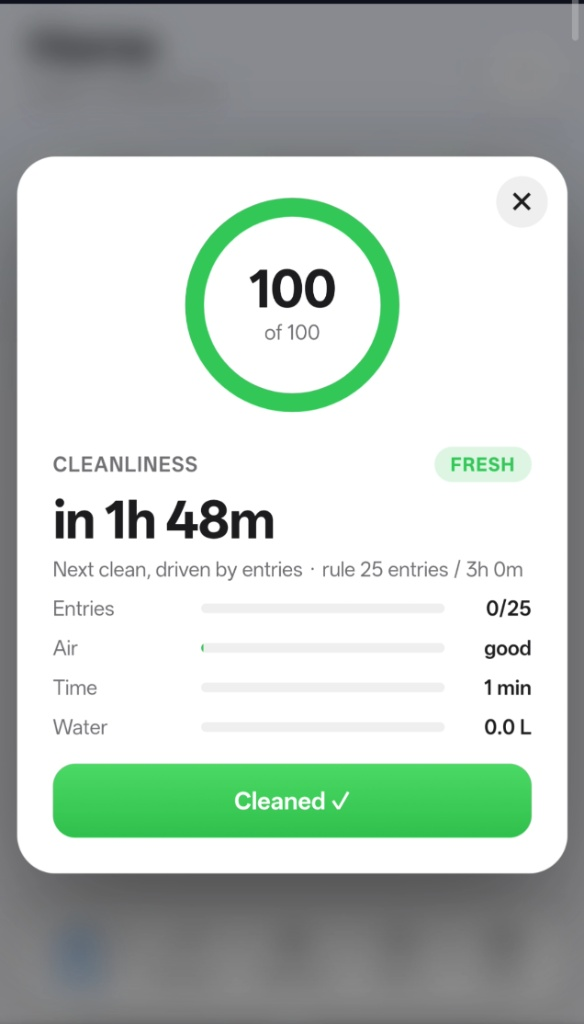 ✕
100
of 100
CLEANLINESS FRESH
in 1h 48m
Next clean, driven by entries · rule 25 entries / 3h 0m
Entries 0/25
Air good
Time 1 min
Water 0.0 L
Cleaned ✓